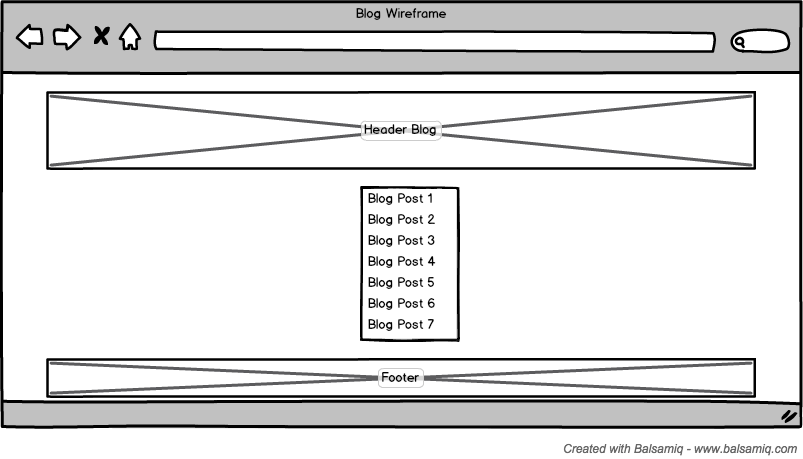 Blog Wireframe
Header Blog
Blog Post 1
Blog Post 2
Blog Post 3
Blog Post 4
Blog Post 5
Blog Post 6
Blog Post 7
Footer
Created with Balsamiq - www.balsamiq.com